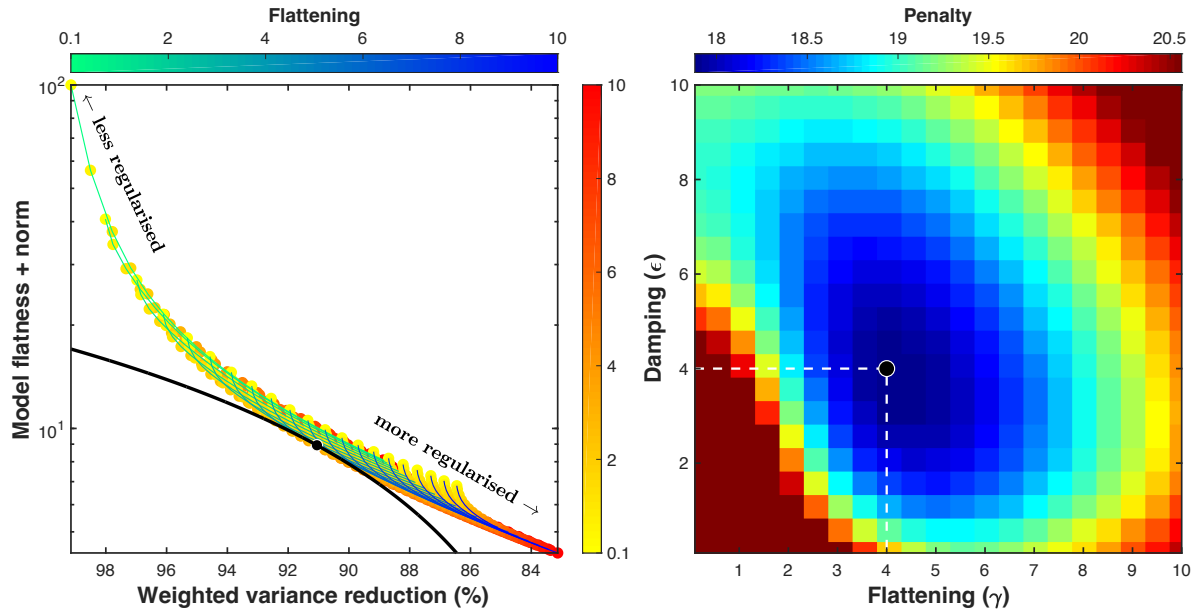 Flattening
0.1 2 4 6 8 10
10²
10¹
Model flatness + norm
← less regularised
more regularised →
98 96 94 92 90 88 86 84
Weighted variance reduction (%)
10
8
6
4
2
0.1
Penalty
18 18.5 19 19.5 20 20.5
10
8
6
4
2
Damping (ϵ)
1 2 3 4 5 6 7 8 9 10
Flattening (γ)